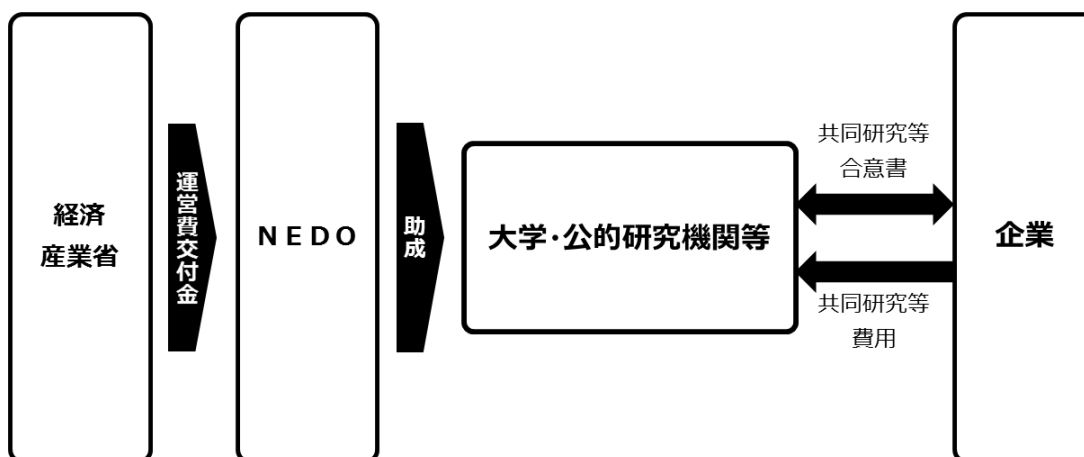 経済
産業省
運営費交付金
NEDO
助成
大学・公的研究機関等
共同研究等
合意書
共同研究等
費用
企業